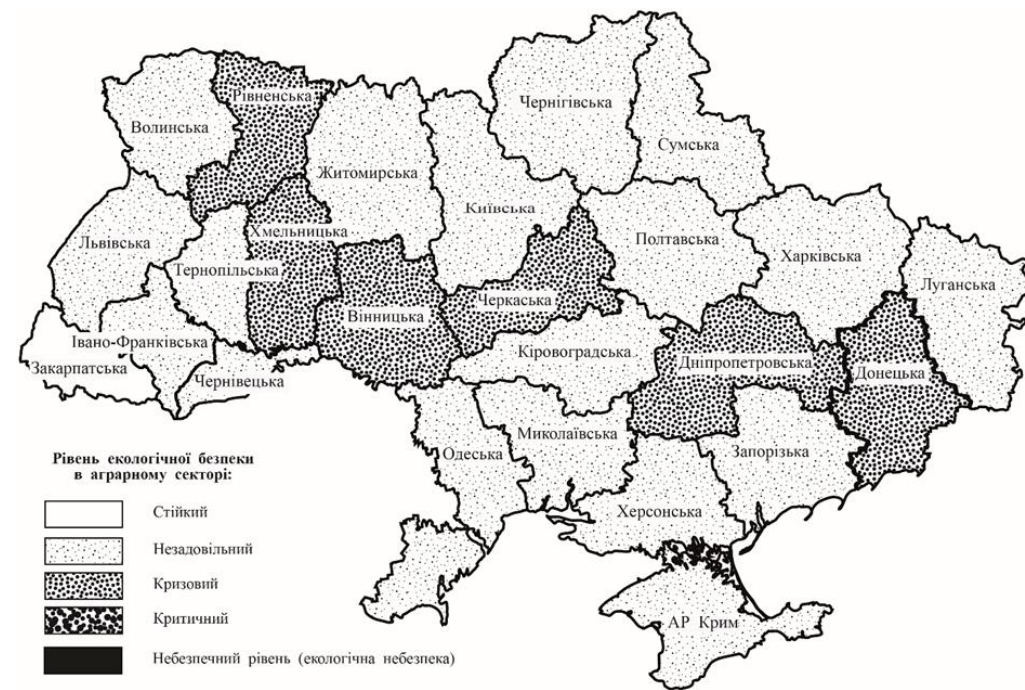 Рівненська
Волинська
Чернігівська
Сумська
Житомирська
Київська
Львівська
Хмельницька
Тернопільська
Полтавська
Харківська
Луганська
Вінницька
Черкаська
Івано-Франківська
Закарпатська
Чернівецька
Кіровоградська
Дніпропетровська
Донецька
Миколаївська
Одеська
Запорізька
Херсонська
АР Крим
Рівень екологічної безпеки
в аграрному секторі:
Стійкий
Незадовільний
Кризовий
Критичний
Небезпечний рівень (екологічна небезпека)